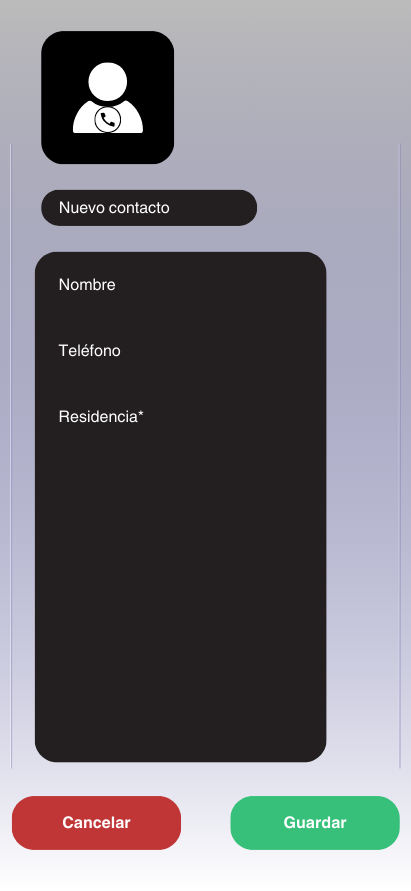 Nuevo contacto
Nombre
Teléfono
Residencia*
Cancelar
Guardar